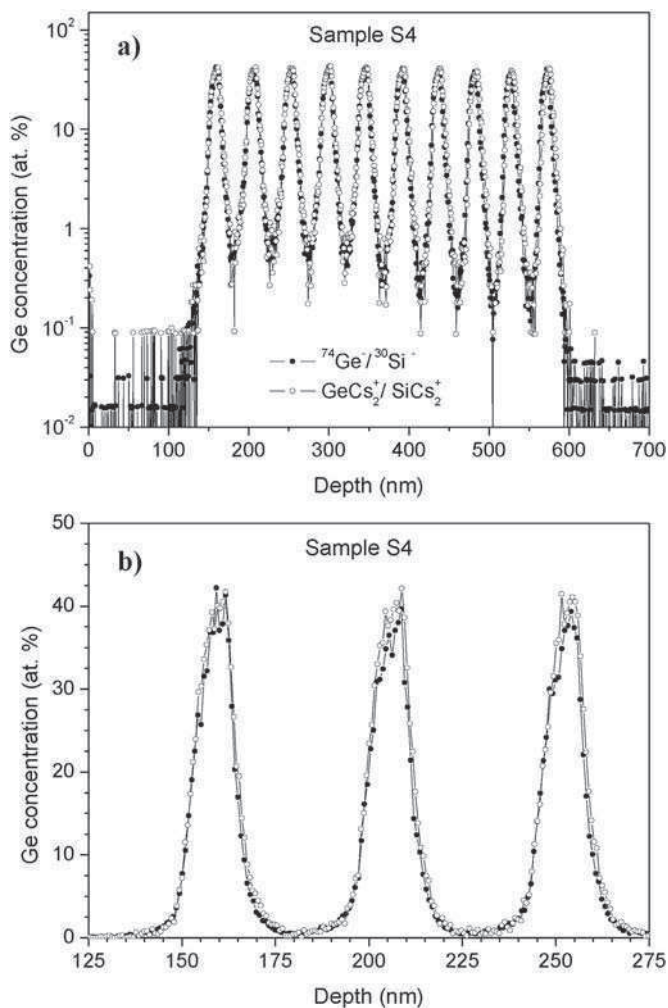 a)
Sample S4
Ge concentration (at. %)
10²
10¹
1
10⁻¹
10⁻²
⁷⁴Ge⁻/³⁰Si⁻
GeCs₂⁺/ SiCs₂⁺
0 100 200 300 400 500 600 700
Depth (nm)
b)
Sample S4
Ge concentration (at. %)
50
40
30
20
10
0
125 150 175 200 225 250 275
Depth (nm)